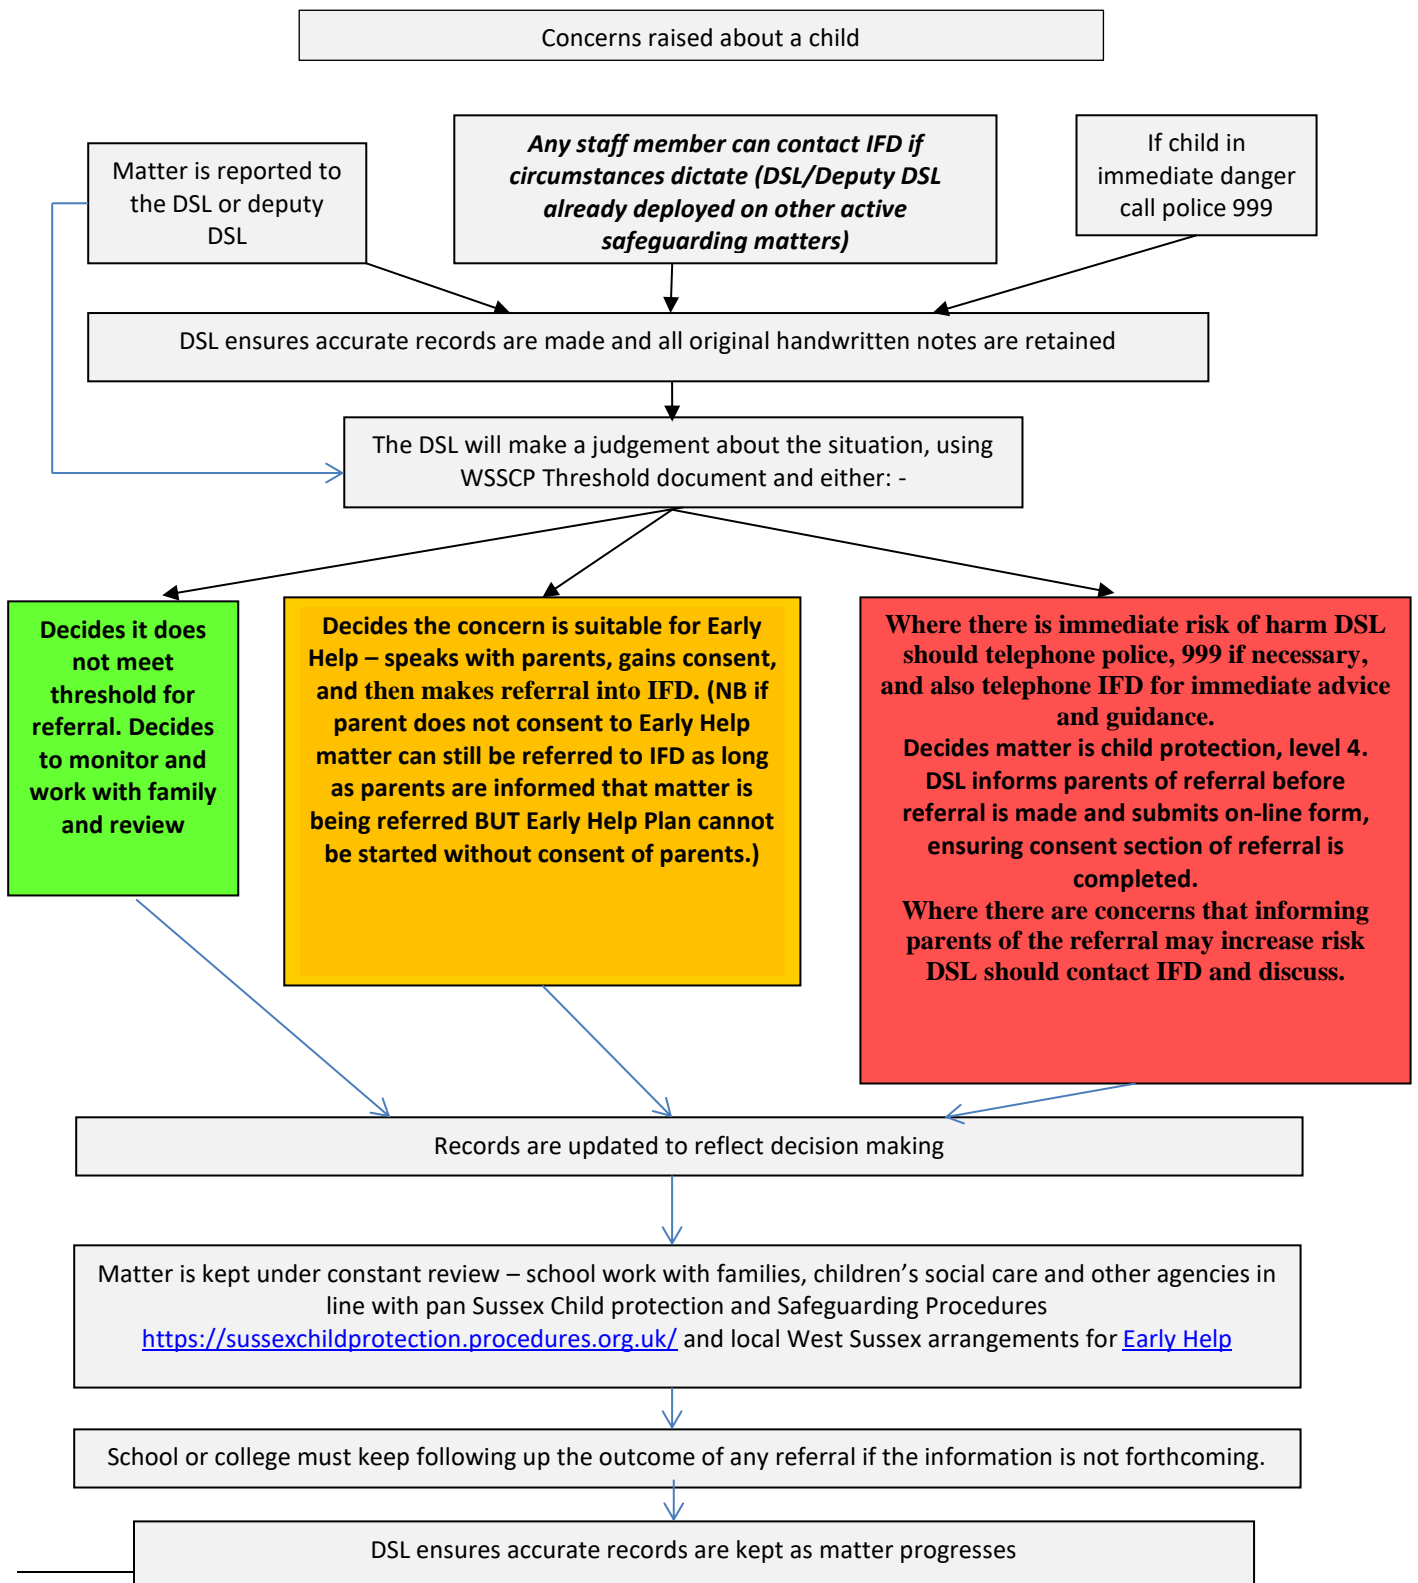 Concerns raised about a child
Matter is reported to
the DSL or deputy
DSL
Any staff member can contact IFD if
circumstances dictate (DSL/Deputy DSL
already deployed on other active
safeguarding matters)
If child in
immediate danger
call police 999
DSL ensures accurate records are made and all original handwritten notes are retained
The DSL will make a judgement about the situation, using
WSSCP Threshold document and either: -
Decides it does
not meet
threshold for
referral. Decides
to monitor and
work with family
and review
Decides the concern is suitable for Early
Help – speaks with parents, gains consent,
and then makes referral into IFD. (NB if
parent does not consent to Early Help
matter can still be referred to IFD as long
as parents are informed that matter is
being referred BUT Early Help Plan cannot
be started without consent of parents.)
Where there is immediate risk of harm DSL
should telephone police, 999 if necessary,
and also telephone IFD for immediate advice
and guidance.
Decides matter is child protection, level 4.
DSL informs parents of referral before
referral is made and submits on-line form,
ensuring consent section of referral is
completed.
Where there are concerns that informing
parents of the referral may increase risk
DSL should contact IFD and discuss.
Records are updated to reflect decision making
Matter is kept under constant review – school work with families, children’s social care and other agencies in
line with pan Sussex Child protection and Safeguarding Procedures
https://sussexchildprotection.procedures.org.uk/ and local West Sussex arrangements for Early Help
School or college must keep following up the outcome of any referral if the information is not forthcoming.
DSL ensures accurate records are kept as matter progresses